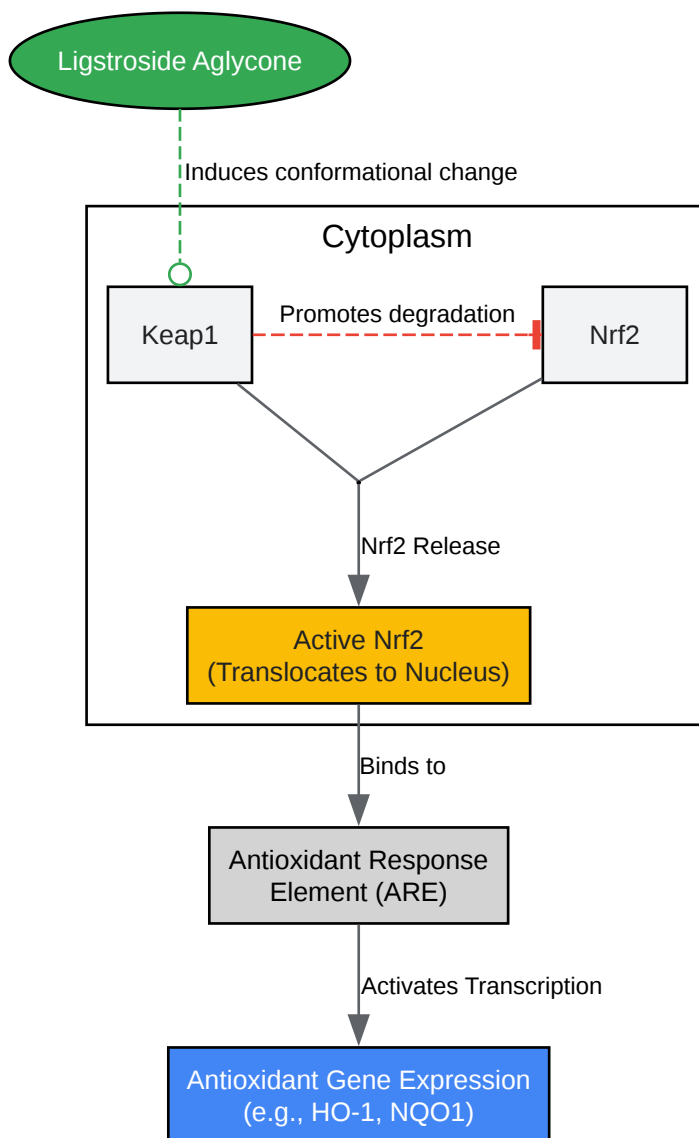 Ligstroside Aglycone
Induces conformational change
Cytoplasm
Keap1
Promotes degradation
Nrf2
Nrf2 Release
Active Nrf2
(Translocates to Nucleus)
Binds to
Antioxidant Response
Element (ARE)
Activates Transcription
Antioxidant Gene Expression
(e.g., HO-1, NQO1)